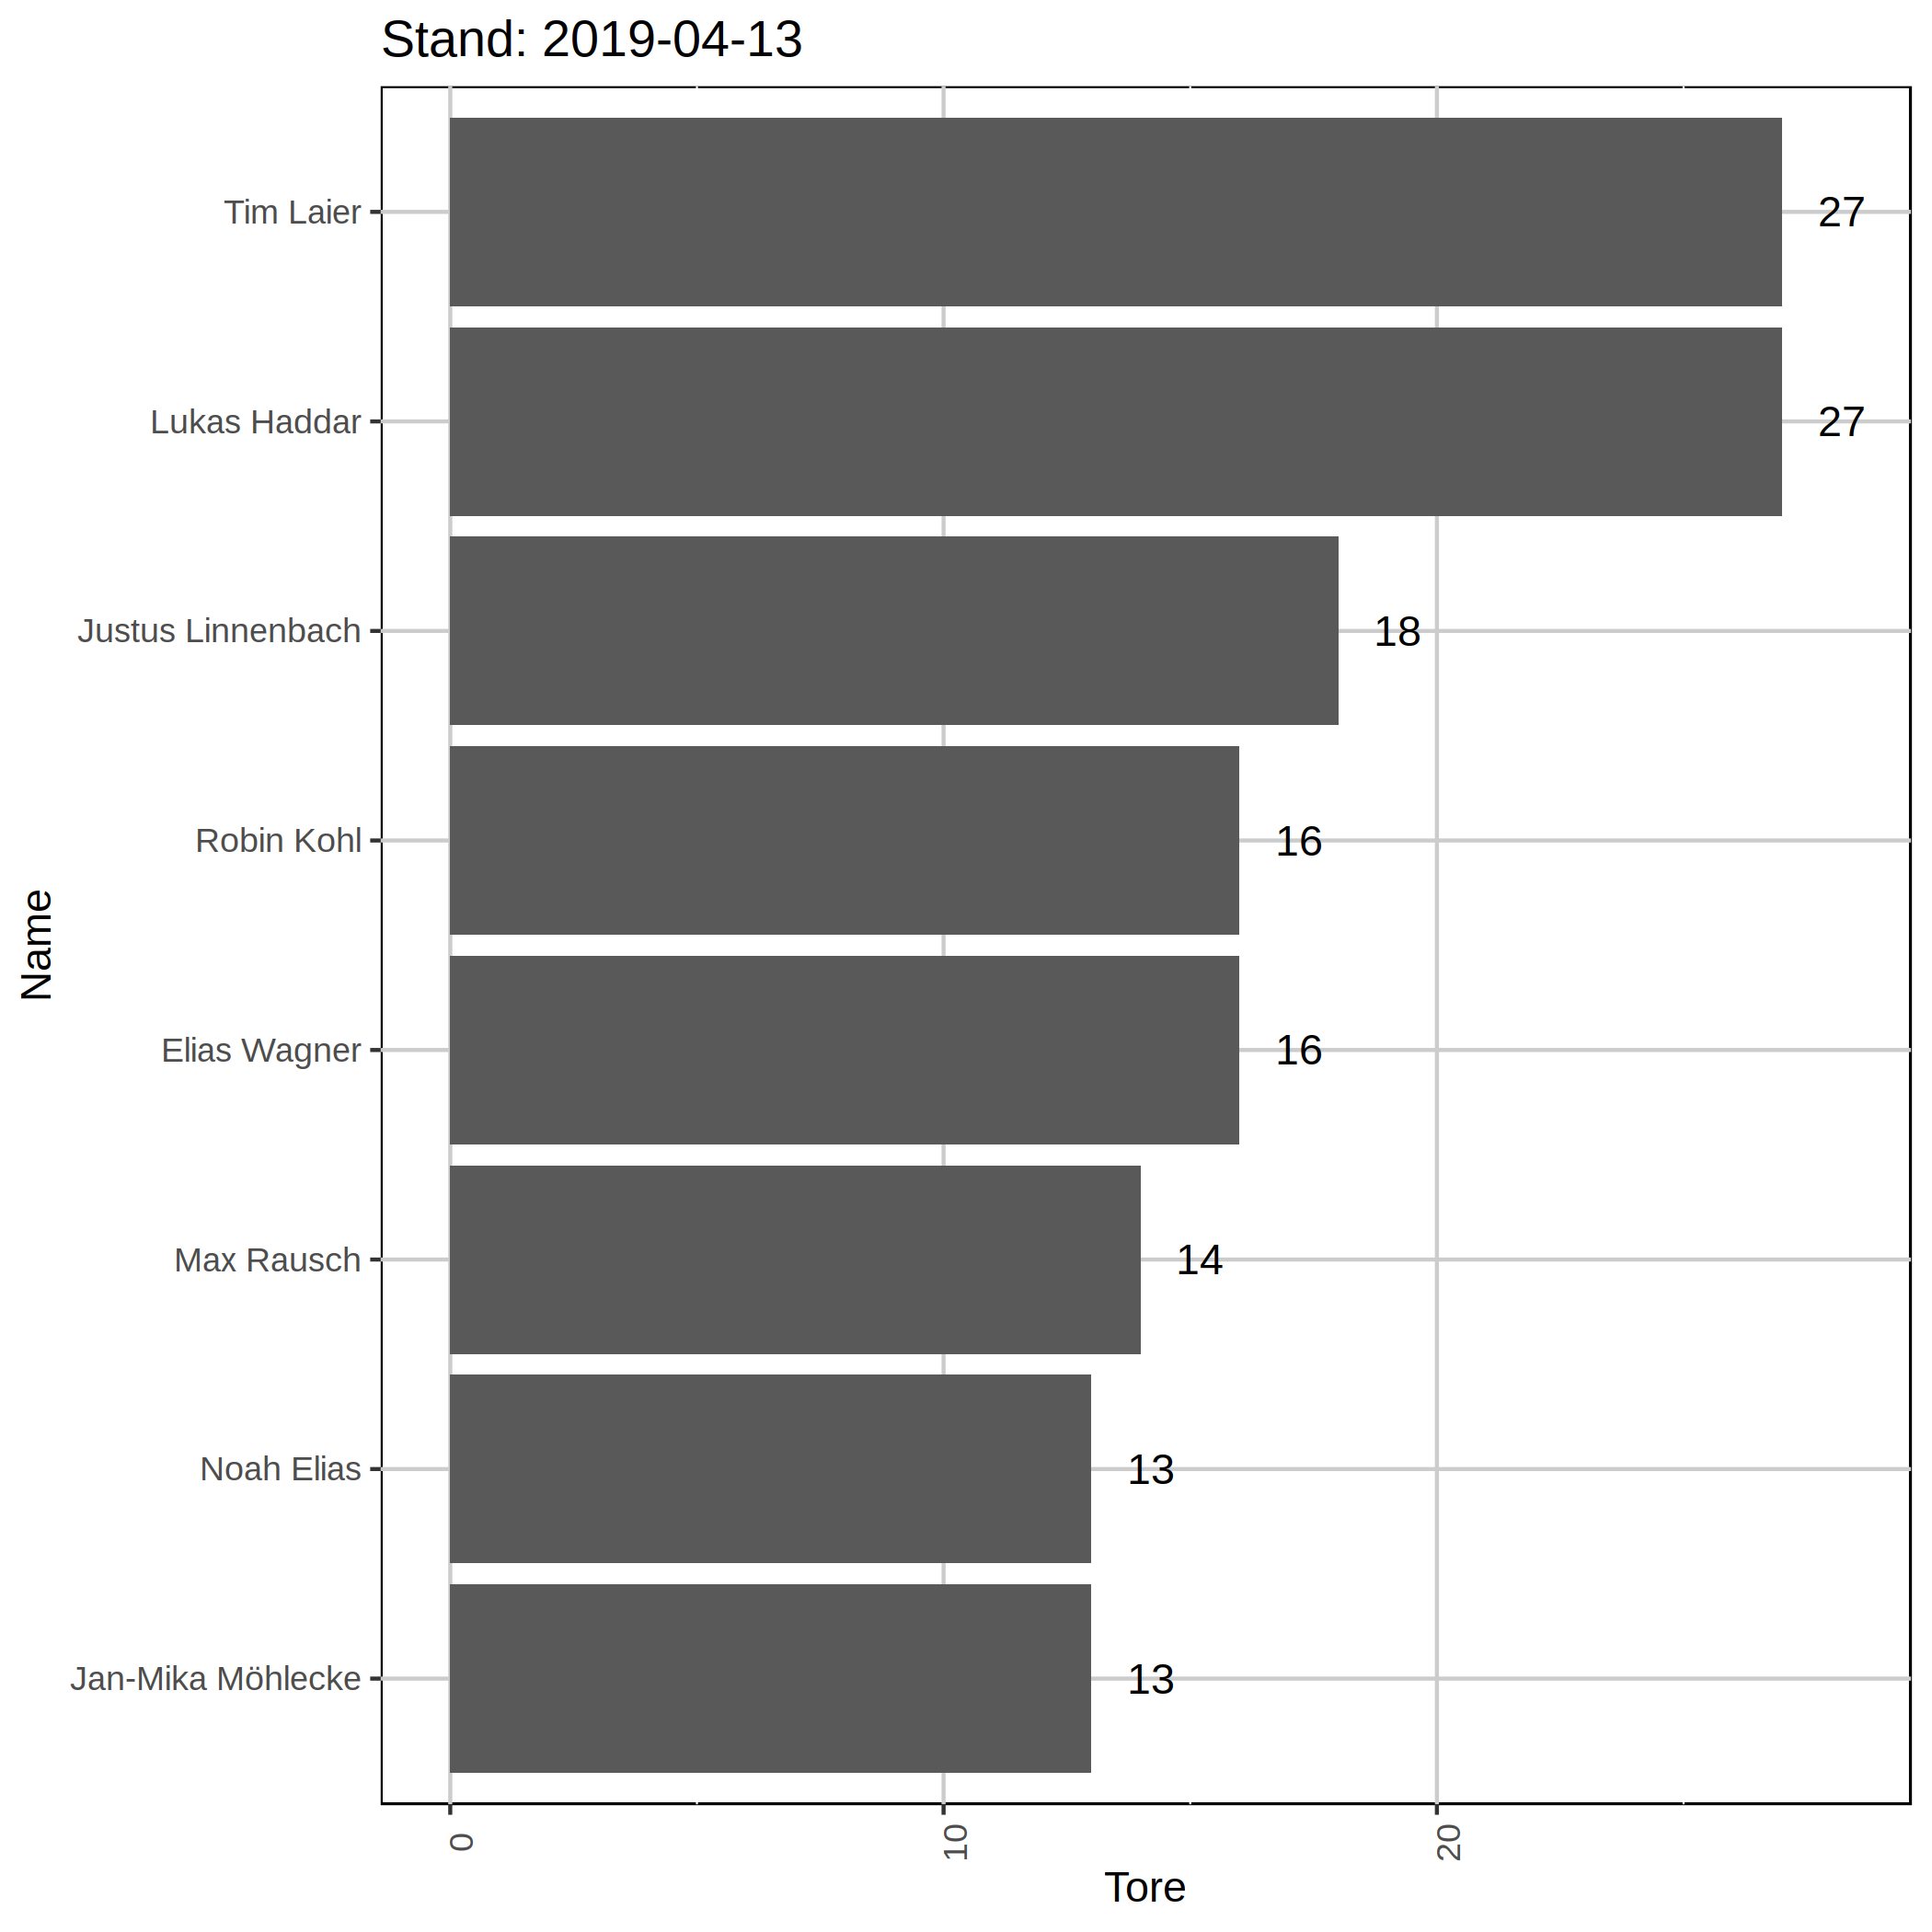 Stand: 2019-04-13
Tim Laier 27
Lukas Haddar 27
Justus Linnenbach 18
Robin Kohl 16
Elias Wagner 16
Max Rausch 14
Noah Elias 13
Jan-Mika Möhlecke 13
Name
0 10 20
Tore